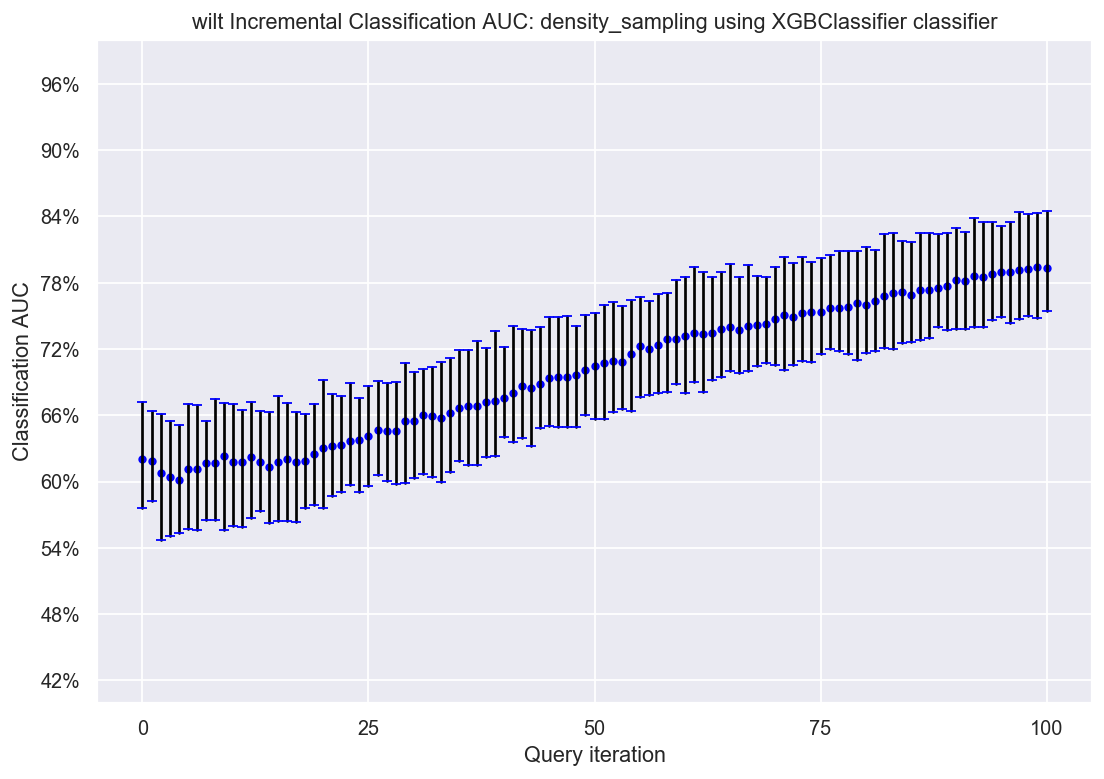 wilt Incremental Classification AUC: density_sampling using XGBClassifier classifier
96%
90%
84%
78%
72%
66%
60%
54%
48%
42%
Classification AUC
0 25 50 75 100
Query iteration